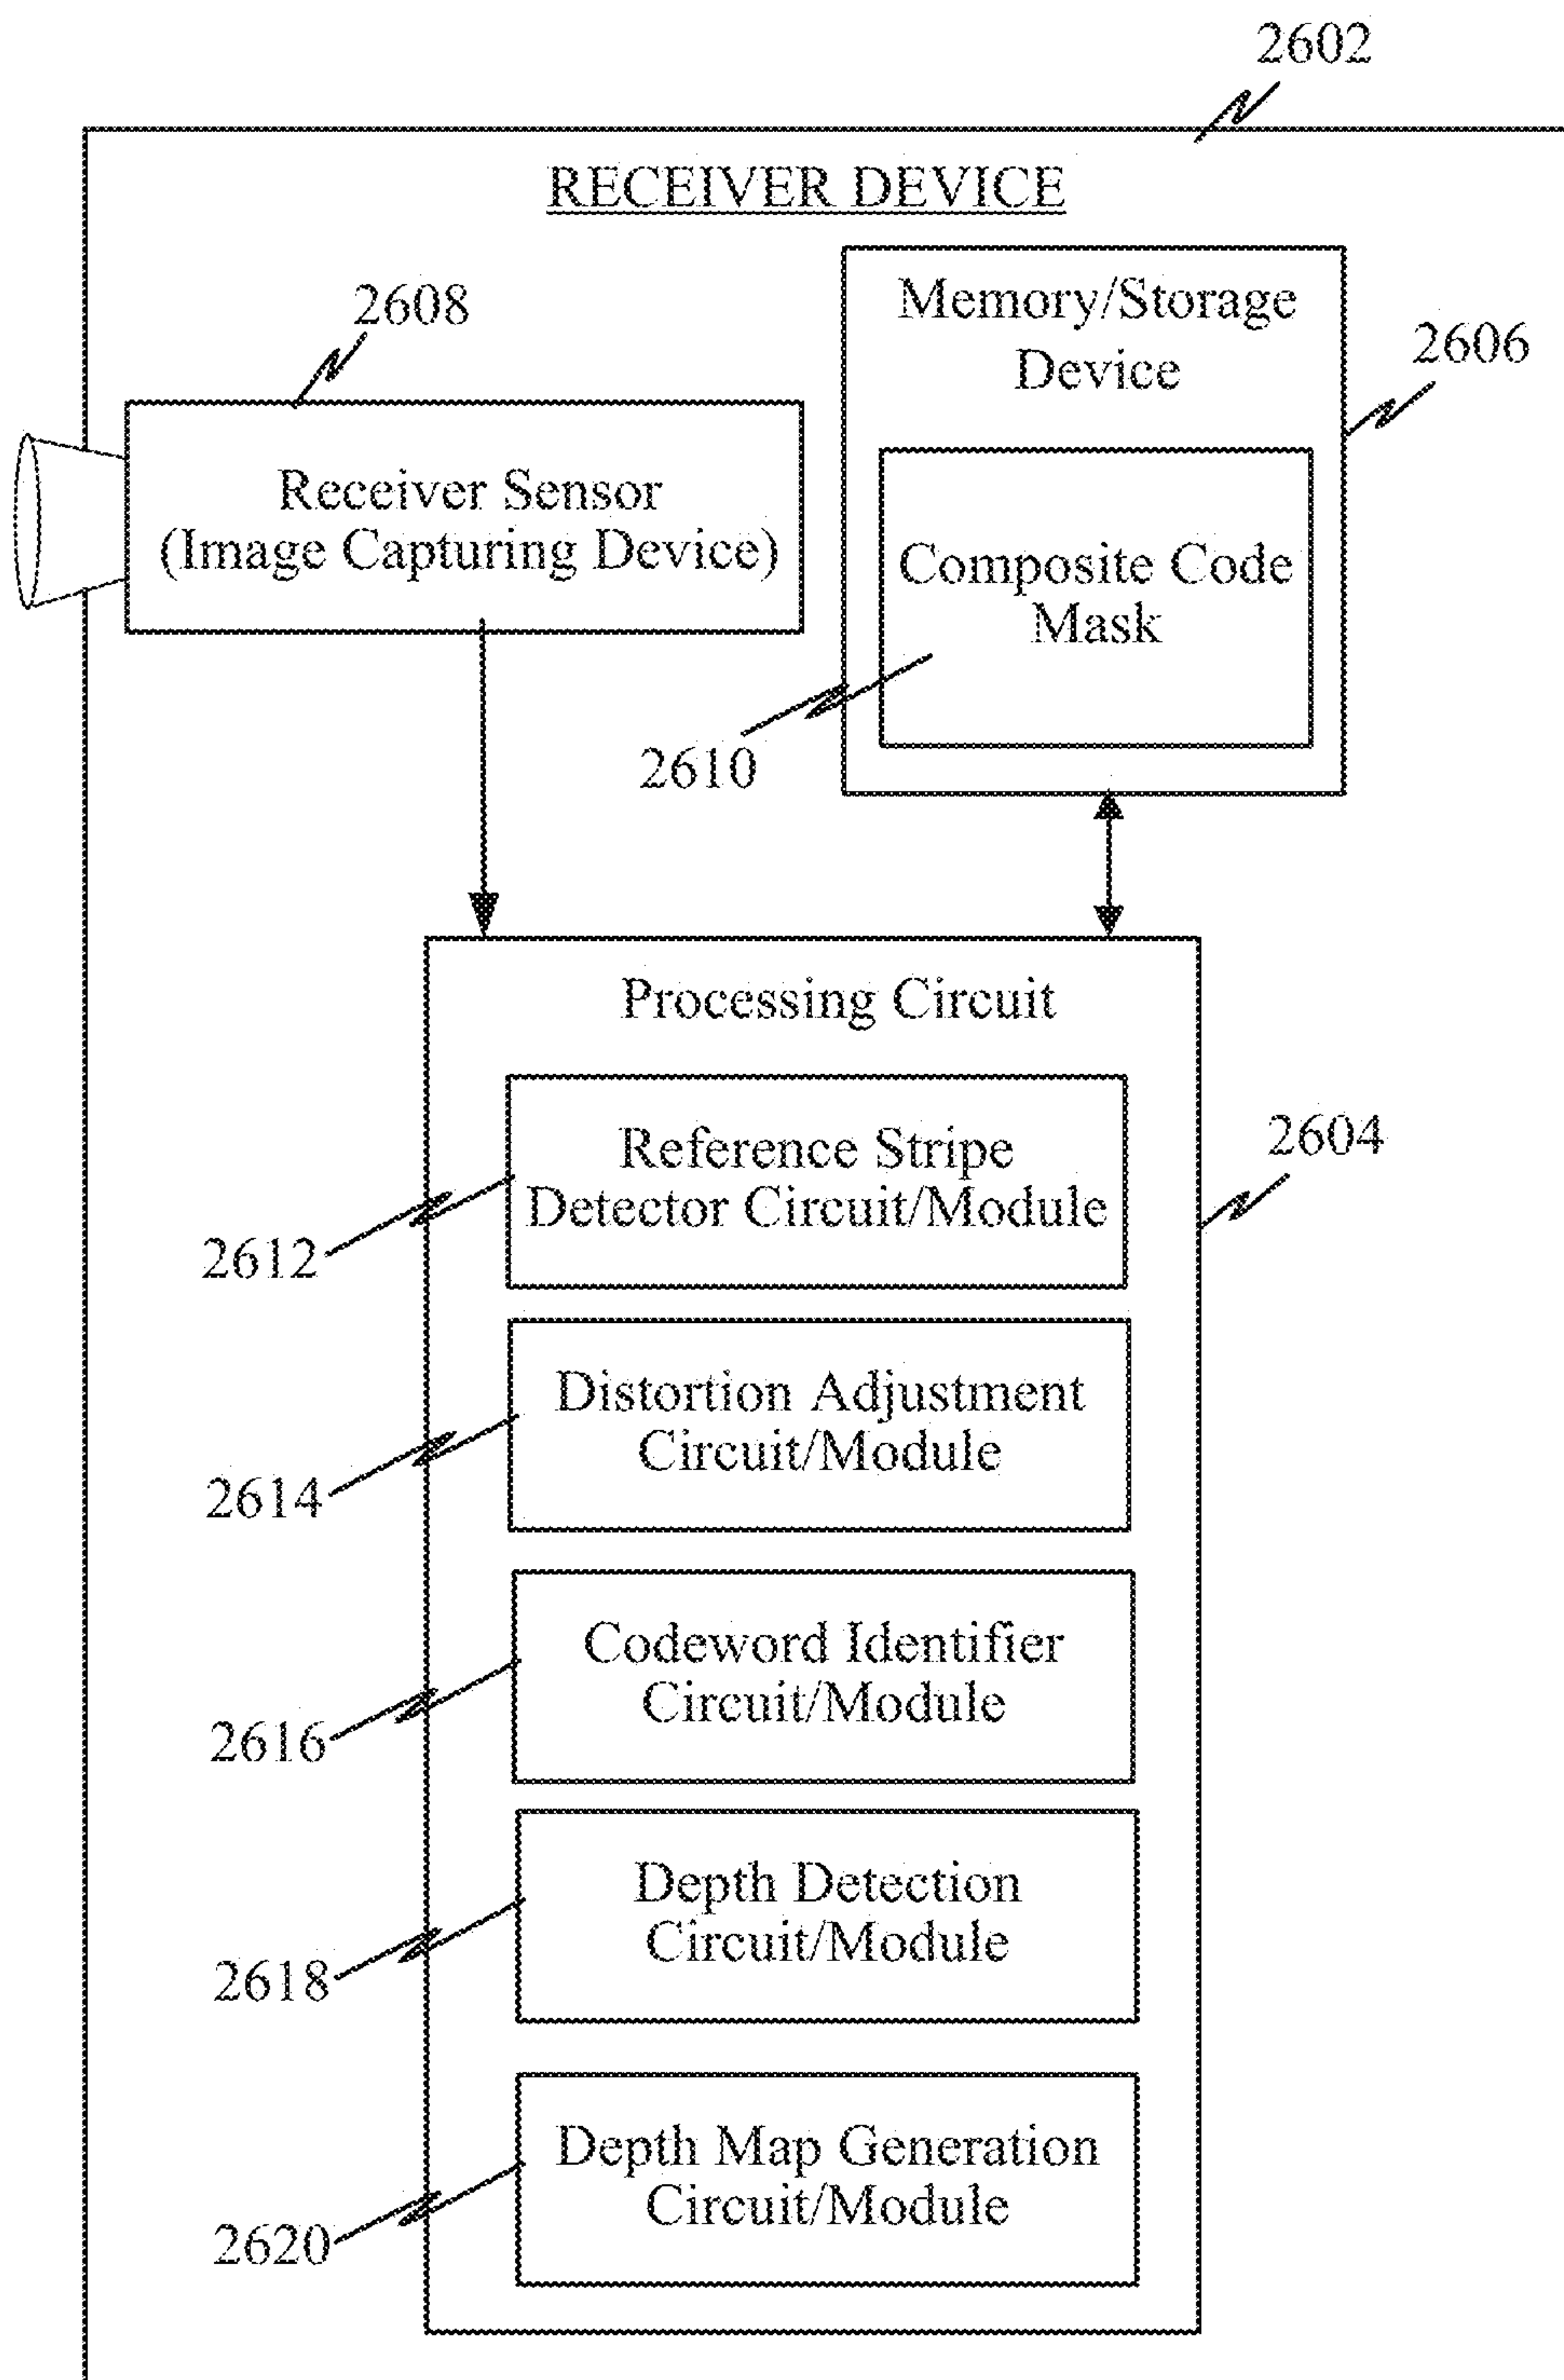 2602
RECEIVER DEVICE
2608
Memory/Storage
Device
2606
Receiver Sensor
(Image Capturing Device)
Composite Code
Mask
2610
Processing Circuit
Reference Stripe
Detector Circuit/Module
2604
2612
Distortion Adjustment
Circuit/Module
2614
Codeword Identifier
Circuit/Module
2616
Depth Detection
Circuit/Module
2618
Depth Map Generation
Circuit/Module
2620